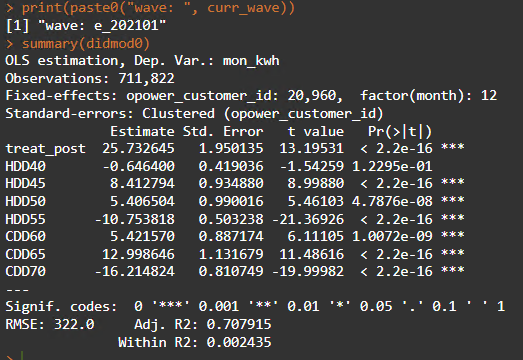 > print(paste0("wave: ", curr_wave))
[1] "wave: e_202101"
> summary(didmod0)
OLS estimation, Dep. Var.: mon_kwh
Observations: 711,822
Fixed-effects: opower_customer_id: 20,960,  factor(month): 12
Standard-errors: Clustered (opower_customer_id)
Estimate Std. Error t value Pr(>|t|)
treat_post 25.732645 1.950135 13.19531 < 2.2e-16 ***
HDD40 -0.646400 0.419036 -1.54259 1.2295e-01
HDD45 8.412794 0.934880 8.99880 < 2.2e-16 ***
HDD50 5.406504 0.990016 5.46103 4.7876e-08 ***
HDD55 -10.753818 0.503238 -21.36926 < 2.2e-16 ***
CDD60 5.421570 0.887174 6.11105 1.0072e-09 ***
CDD65 12.998646 1.131679 11.48616 < 2.2e-16 ***
CDD70 -16.214824 0.810749 -19.99982 < 2.2e-16 ***
---
Signif. codes:  0 '***' 0.001 '**' 0.01 '*' 0.05 '.' 0.1 ' ' 1
RMSE: 322.0 Adj. R2: 0.707915
Within R2: 0.002435
>